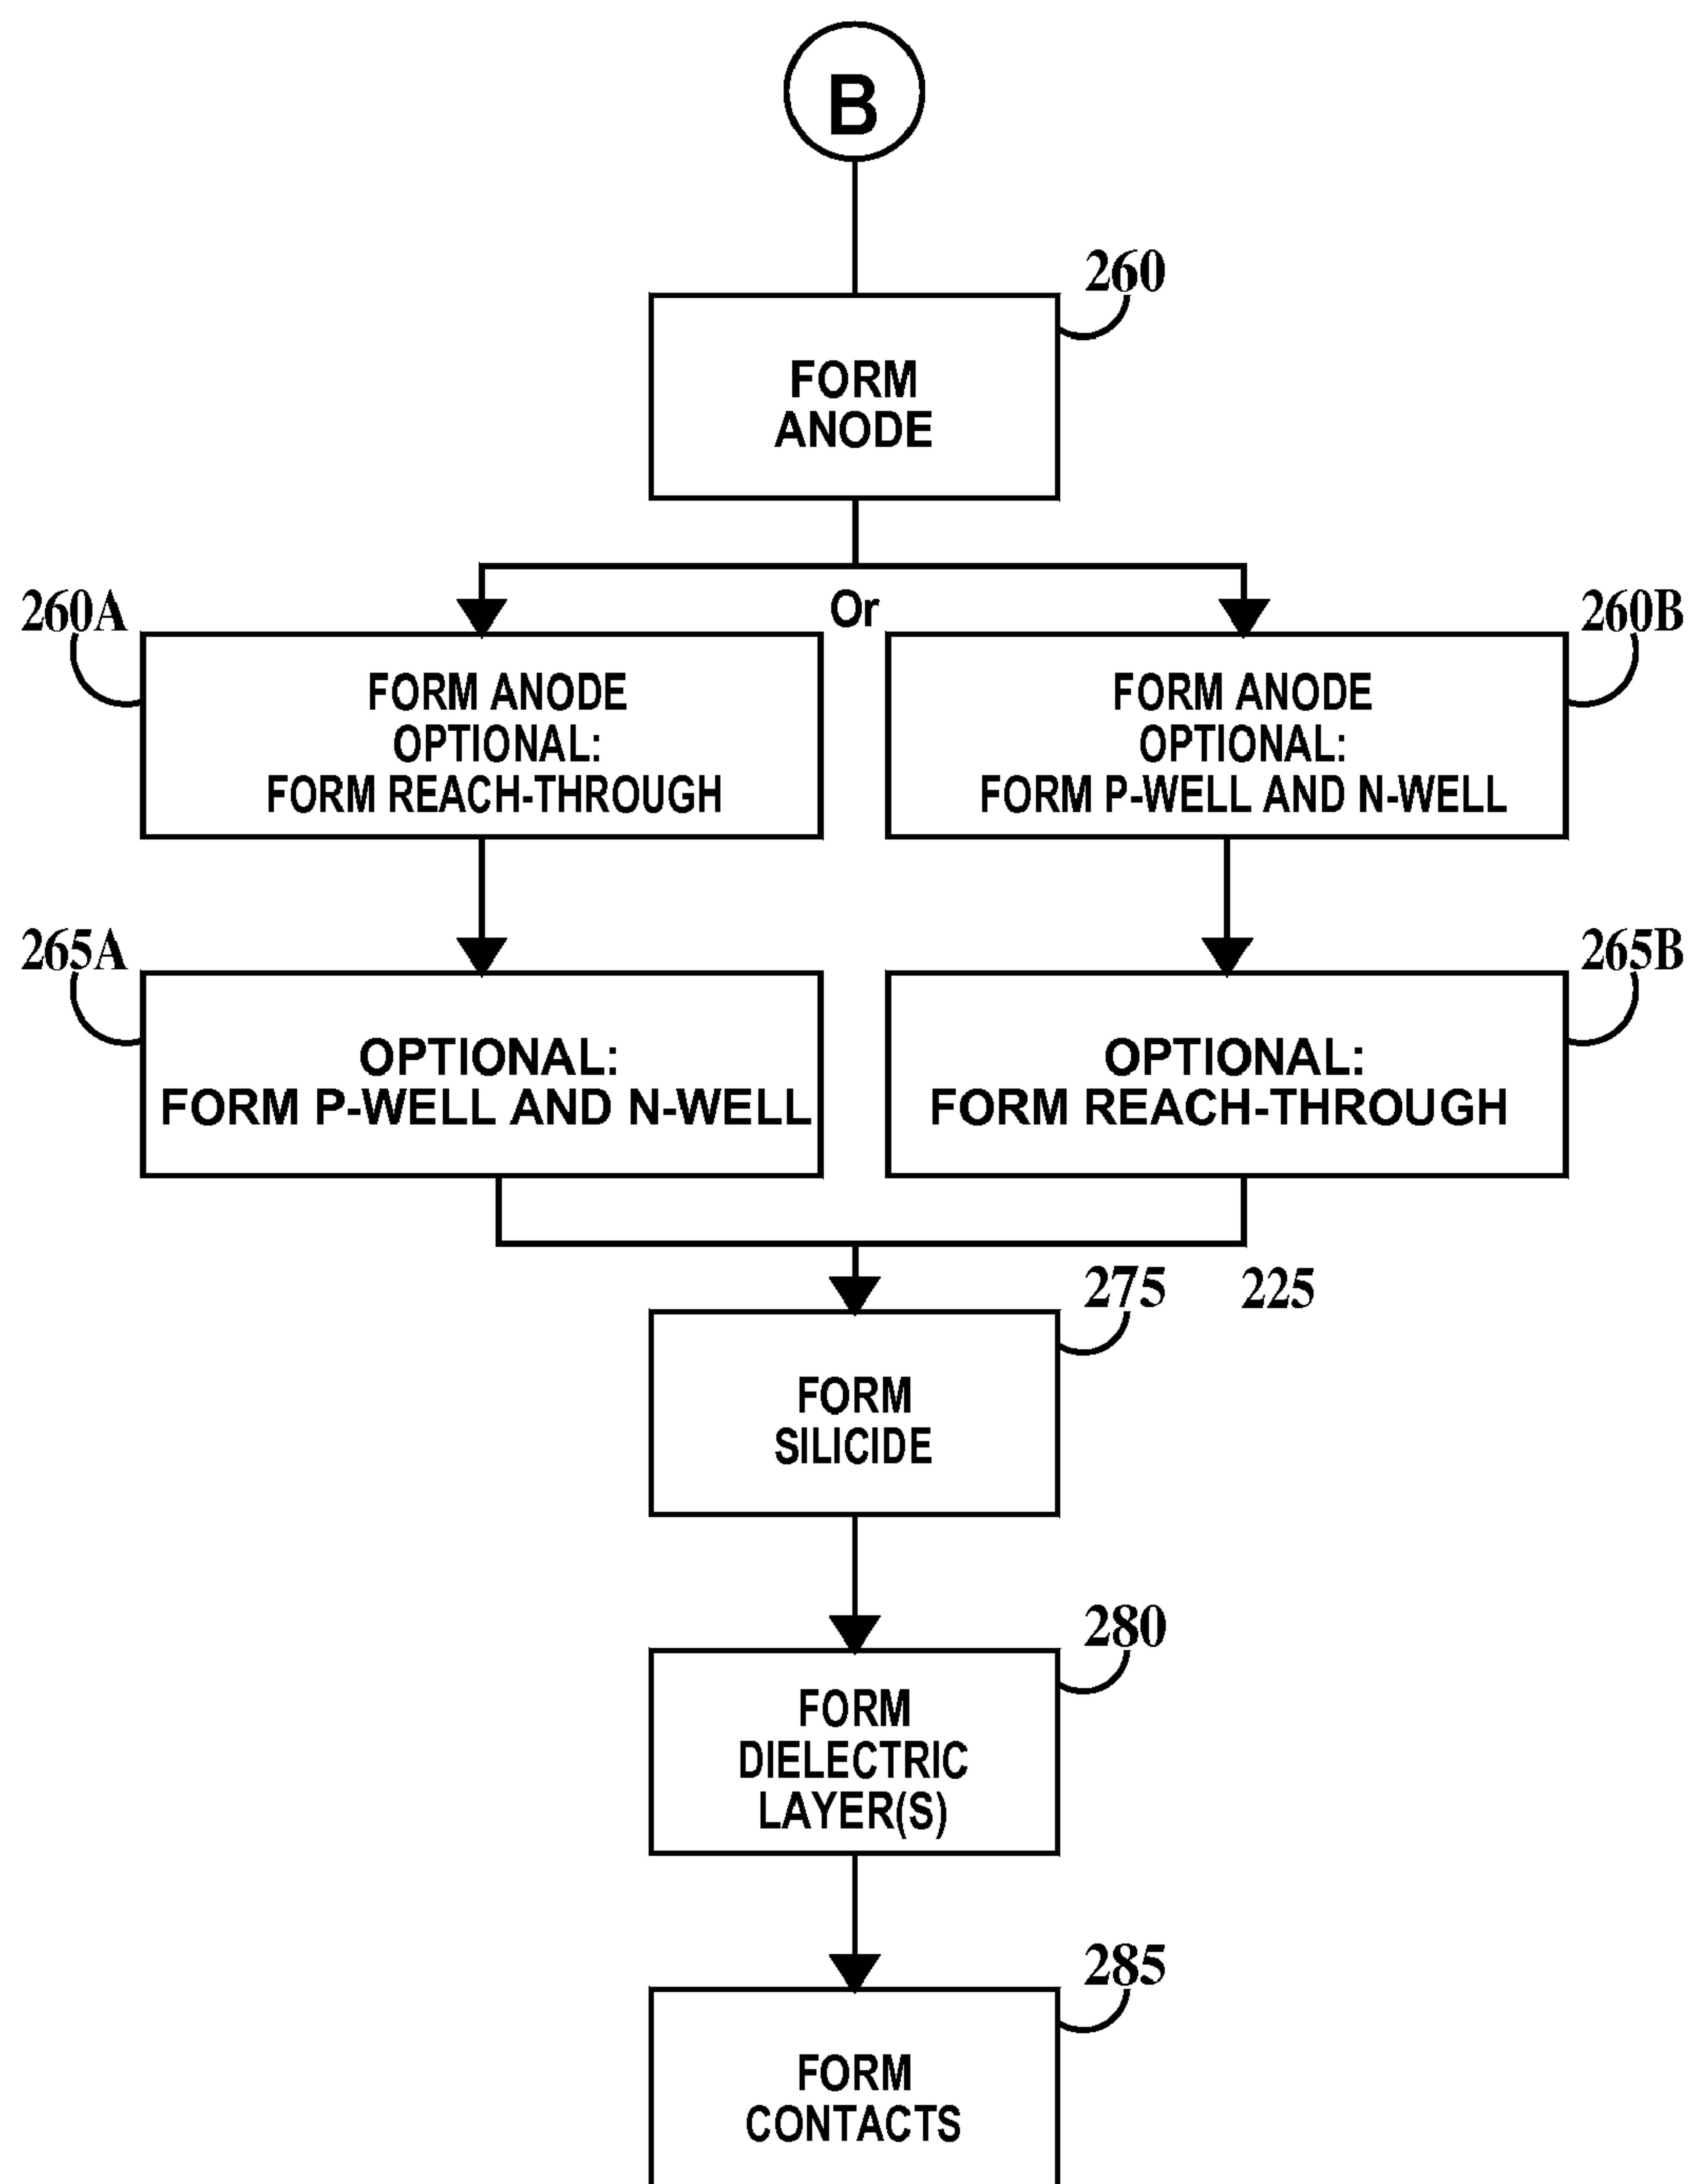 B
260
FORM
ANODE
260A
Or
260B
FORM ANODE
OPTIONAL:
FORM REACH-THROUGH
FORM ANODE
OPTIONAL:
FORM P-WELL AND N-WELL
265A
265B
OPTIONAL:
FORM P-WELL AND N-WELL
OPTIONAL:
FORM REACH-THROUGH
275
225
FORM
SILICIDE
280
FORM
DIELECTRIC
LAYER(S)
285
FORM
CONTACTS